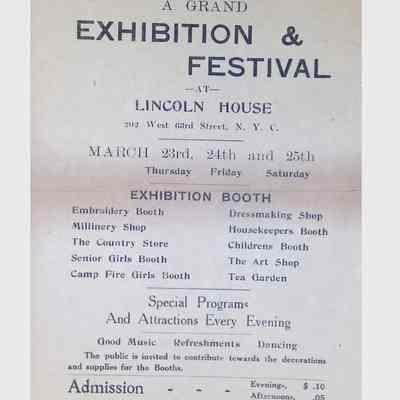 A GRAND
EXHIBITION &
FESTIVAL
—AT—
LINCOLN HOUSE
202 West 63rd Street, N. Y. C.
MARCH 23rd, 24th and 25th
Thursday Friday Saturday
EXHIBITION BOOTH
Embroidery Booth Dressmaking Shop
Millinery Shop Housekeepers Booth
The Country Store Childrens Booth
Senior Girls Booth The Art Shop
Camp Fire Girls Booth Tea Garden
Special Programs
And Attractions Every Evening
Good Music Refreshments Dancing
The public is invited to contribute towards the decorations
and supplies for the Booths.
Admission - - - Evenings, $ .10
Afternoons, .05